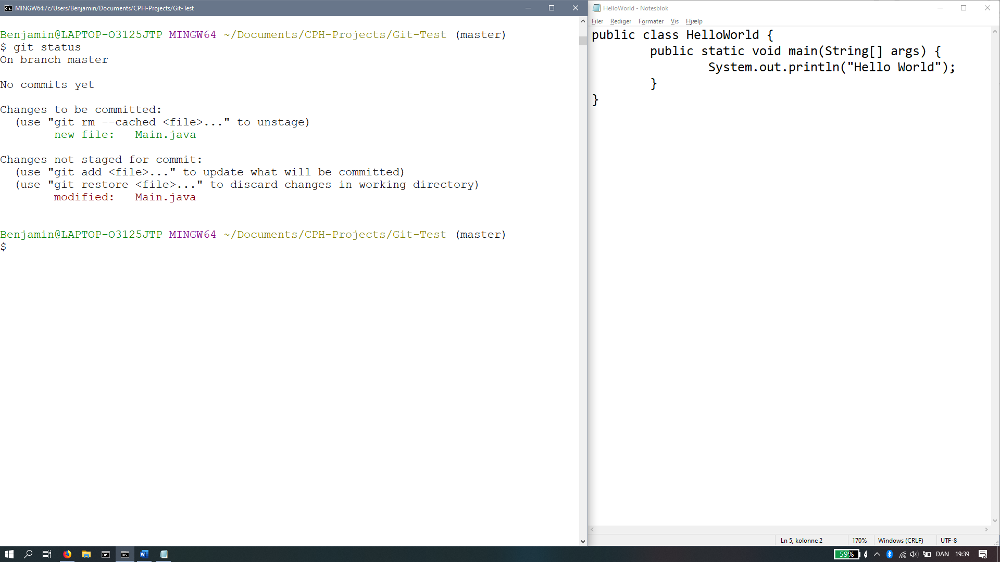 MINGW64:/c/Users/Benjamin/Documents/CPH-Projects/Git-Test
Benjamin@LAPTOP-O3125JTP MINGW64 ~/Documents/CPH-Projects/Git-Test (master)
$ git status
On branch master
No commits yet
Changes to be committed:
  (use "git rm --cached <file>..." to unstage)
        new file:   Main.java
Changes not staged for commit:
  (use "git add <file>..." to update what will be committed)
  (use "git restore <file>..." to discard changes in working directory)
        modified:   Main.java
Benjamin@LAPTOP-O3125JTP MINGW64 ~/Documents/CPH-Projects/Git-Test (master)
$
HelloWorld - Notesblok
Filer Rediger Formater Vis Hjælp
public class HelloWorld {
        public static void main(String[] args) {
                System.out.println("Hello World");
        }
}
Ln 5, kolonne 2 170% Windows (CRLF) UTF-8
59% DAN 19:39